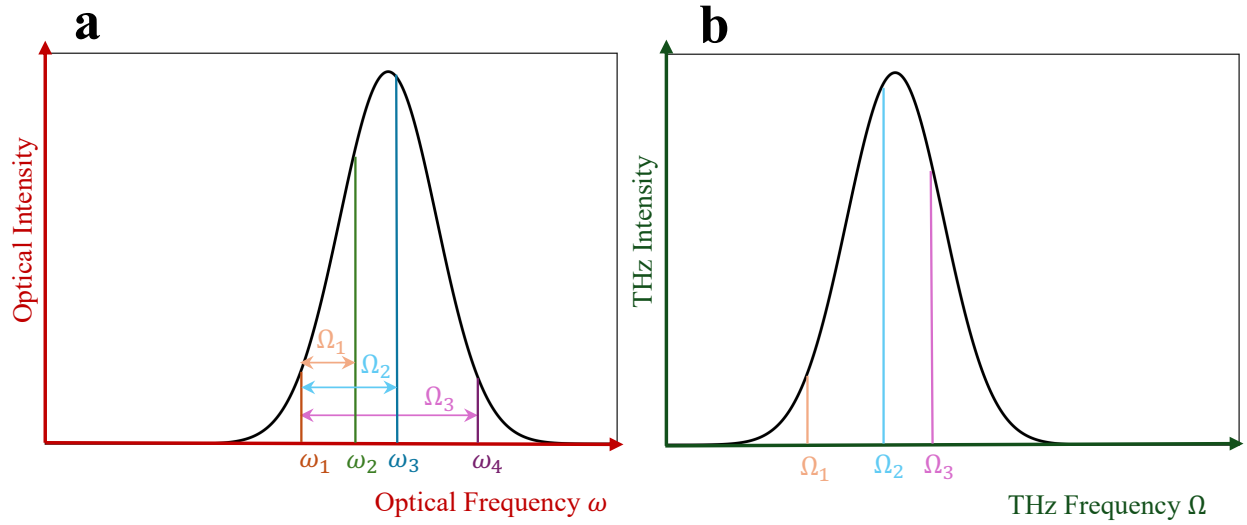 a
Optical Intensity
Ω₁
Ω₂
Ω₃
ω₁ ω₂ ω₃ ω₄
Optical Frequency ω
b
THz Intensity
Ω₁ Ω₂ Ω₃
THz Frequency Ω